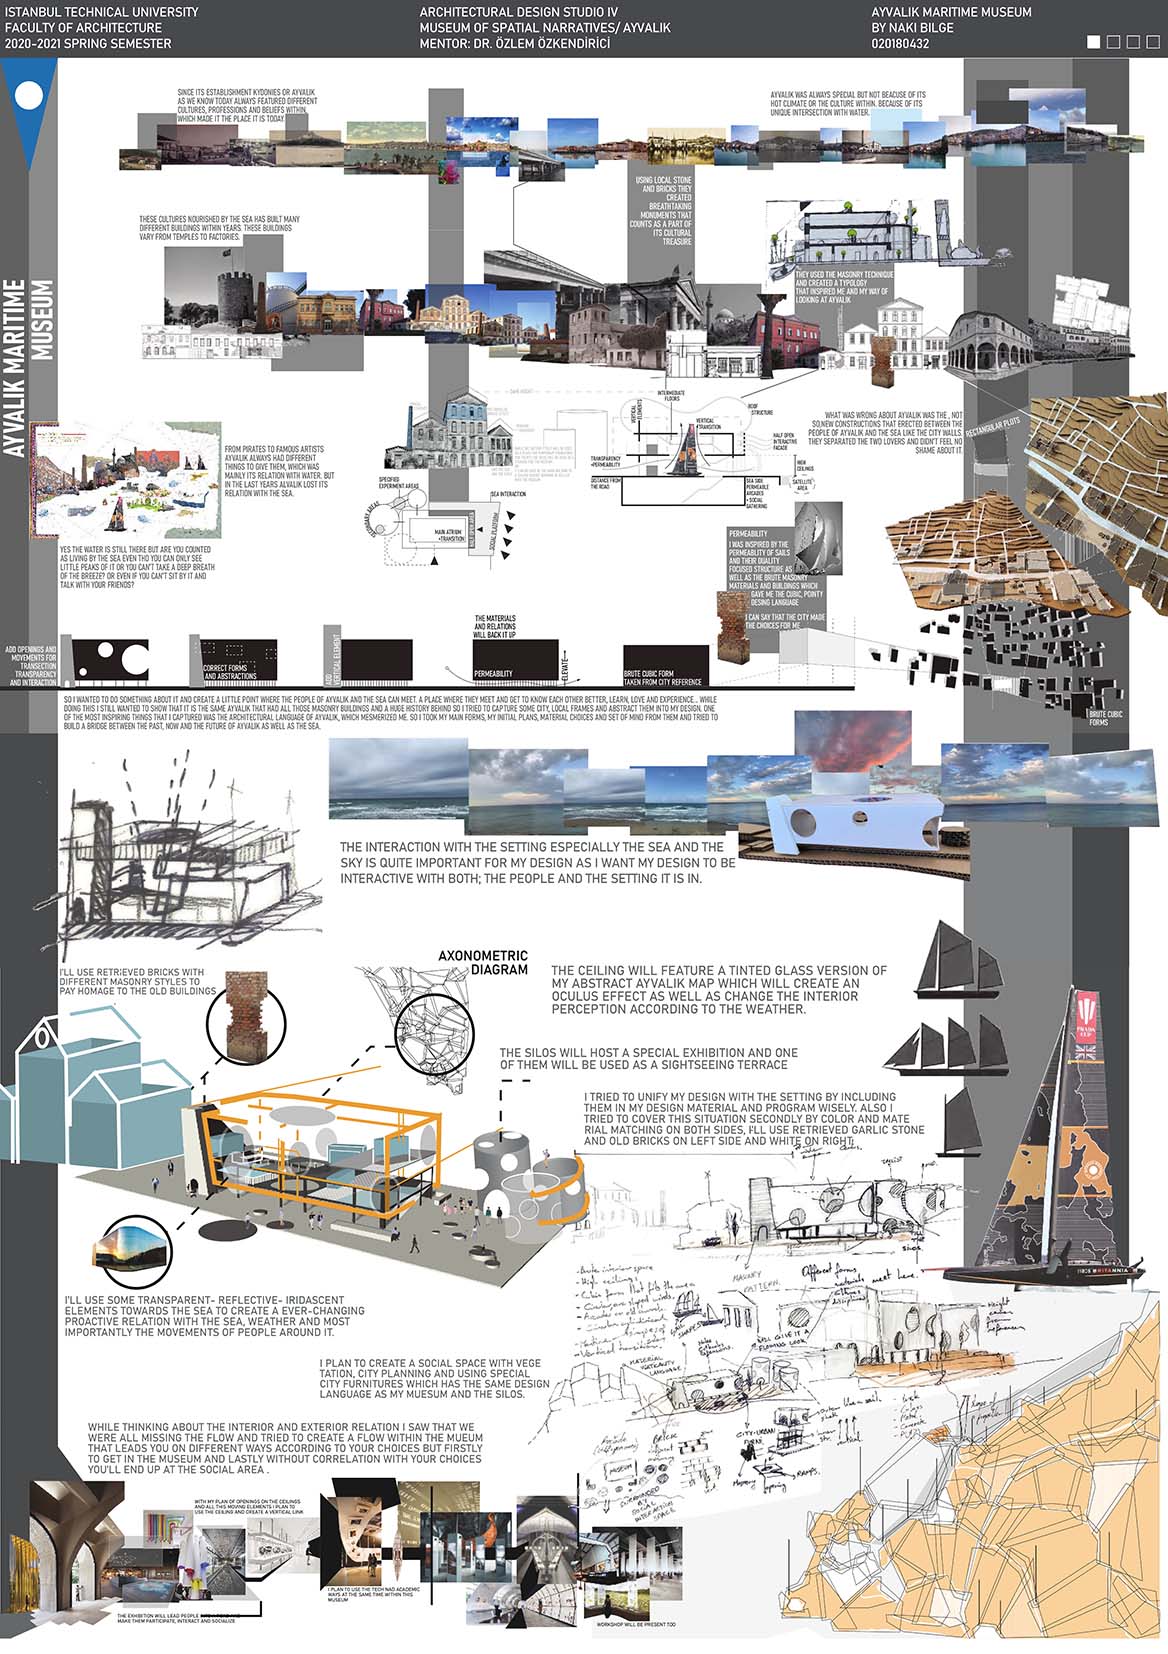 ISTANBUL TECHNICAL UNIVERSITY
FACULTY OF ARCHITECTURE
2020-2021 SPRING SEMESTER
ARCHITECTURAL DESIGN STUDIO IV
MUSEUM OF SPATIAL NARRATIVES/ AYVALIK
MENTOR: DR. ÖZLEM ÖZKENDİRİCİ
AYVALIK MARITIME MUSEUM
BY NAKI BILGE
020180432
AYVALIK MARITIME
MUSEUM
SINCE ITS ESTABLISHMENT KYDONIES OR AYVALIK
AS WE KNOW TODAY ALWAYS FEATURED DIFFERENT
CULTURES, PROFESSIONS AND BELIEFS WITHIN,
WHICH MADE IT THE PLACE IT IS TODAY.
AYVALIK WAS ALWAYS SPECIAL BUT NOT BEACUSE OF ITS
HOT CLIMATE OR THE CULTURE WITHIN. BECAUSE OF ITS
UNIQUE INTERSECTION WITH WATER.
USING LOCAL STONE
AND BRICKS THEY
CREATED
BREATHTAKING
MONUMENTS THAT
COUNTS AS A PART OF
ITS CULTURAL
TREASURE
THESE CULTURES NOURISHED BY THE SEA HAS BUILT MANY
DIFFERENT BUILDINGS WITHIN YEARS. THESE BUILDINGS
VARY FROM TEMPLES TO FACTORIES.
THEY USED THE MASONRY TECHNIQUE
AND CREATED A TYPOLOGY
THAT INSPIRED ME AND MY WAY OF
LOOKING AT AYVALIK
WHAT WAS WRONG ABOUT AYVALIK WAS THE , NOT
SO,NEW CONSTRUCTIONS THAT ERECTED BETWEEN THE
PEOPLE OF AYVALIK AND THE SEA LIKE THE CITY WALLS.
THEY SEPARATED THE TWO LOVERS AND DIDN'T FEEL NO
SHAME ABOUT IT.
RECTANGULAR PLOTS
FROM PIRATES TO FAMOUS ARTISTS
AYVALIK ALWAYS HAD DIFFERENT
THINGS TO GIVE THEM, WHICH WAS
MAINLY ITS RELATION WITH WATER. BUT
IN THE LAST YEARS AYVALIK LOST ITS
RELATION WITH THE SEA.
INTERMEDIATE
FLOORS
VERTICAL
ELEMENTS
VERTICAL
+TRANSITION
ROOF
STRUCTURE
HALF OPEN
INTERACTIVE
FACADE
TRANSPARENCY
+PERMEABILITY
HIGH
CEILINGS
DISTANCE FROM
THE ROAD
SEA SIDE
PERMEABLE
ARCADES
+ SOCIAL
GATHERING
SATELLITE
AREA
SPECIFIED
EXPERIMENT AREAS
SEA INTERACTION
SECONDARY AREAS
MAIN ATRIUM
+TRANSITION
SOCIAL PLATFORM
YES THE WATER IS STILL THERE BUT ARE YOU COUNTED
AS LIVING BY THE SEA EVEN THO YOU CAN ONLY SEE
LITTLE PEAKS OF IT OR YOU CAN'T TAKE A DEEP BREATH
OF THE BREEZE? OR EVEN IF YOU CAN'T SIT BY IT AND
TALK WITH YOUR FRIENDS?
PERMEABILITY
I WAS INSPIRED BY THE
PERMEABILTY OF SAILS
AND THEIR DUALITY
FOCUSED STRUCTURE AS
WELL AS THE BRUTE MASONRY
MATERIALS AND BUILDINGS WHICH
GAVE ME THE CUBIC, POINTY
DESING LANGUAGE
I CAN SAY THAT THE CITY MADE
THE CHOICES FOR ME
ADD OPENINGS AND
MOVEMENTS FOR
TRANSECTION
TRANSPARENCY
AND INTERACTION
CORRECT FORMS
AND ABSTRACTIONS
ADD
VERTICAL ELEMENT
THE MATERIALS
AND RELATIONS
WILL BACK IT UP
PERMEABILITY
ELEVATE
BRUTE CUBIC FORM
TAKEN FROM CITY REFERENCE
BRUTE CUBIC
FORMS
SO I WANTED TO DO SOMETHING ABOUT IT AND CREATE A LITTLE POINT WHERE THE PEOPLE OF AYVALIK AND THE SEA CAN MEET. A PLACE WHERE THEY MEET AND GET TO KNOW EACH OTHER BETTER, LEARN, LOVE AND EXPERIENCE... WHILE
DOING THIS I STILL WANTED TO SHOW THAT IT IS THE SAME AYVALIK THAT HAD ALL THOSE MASONRY BUILDINGS AND A HUGE HISTORY BEHIND SO I TRIED TO CAPTURE SOME CITY, LOCAL FRAMES AND ABSTRACT THEM INTO MY DESIGN. ONE
OF THE MOST INSPIRING THINGS THAT I CAPTURED WAS THE ARCHITECTURAL LANGUAGE OF AYVALIK, WHICH MESMERIZED ME. SO I TOOK MY MAIN FORMS, MY INITIAL PLANS, MATERIAL CHOICES AND SET OF MIND FROM THEM AND TRIED TO
BUILD A BRIDGE BETWEEN THE PAST, NOW AND THE FUTURE OF AYVALIK AS WELL AS THE SEA.
THE INTERACTION WITH THE SETTING ESPECIALLY THE SEA AND THE
SKY IS QUITE IMPORTANT FOR MY DESIGN AS I WANT MY DESIGN TO BE
INTERACTIVE WITH BOTH; THE PEOPLE AND THE SETTING IT IS IN.
I'LL USE RETRIEVED BRICKS WITH
DIFFERENT MASONRY STYLES TO
PAY HOMAGE TO THE OLD BUILDINGS
AXONOMETRIC
DIAGRAM
THE CEILING WILL FEATURE A TINTED GLASS VERSION OF
MY ABSTRACT AYVALIK MAP WHICH WILL CREATE AN
OCULUS EFFECT AS WELL AS CHANGE THE INTERIOR
PERCEPTION ACCORDING TO THE WEATHER.
THE SILOS WILL HOST A SPECIAL EXHIBITION AND ONE
OF THEM WILL BE USED AS A SIGHTSEEING TERRACE
I TRIED TO UNIFY MY DESIGN WITH THE SETTING BY INCLUDING
THEM IN MY DESIGN MATERIAL AND PROGRAM WISELY. ALSO I
TRIED TO COVER THIS SITUATION SECONDLY BY COLOR AND MATE
RIAL MATCHING ON BOTH SIDES, I'LL USE RETRIEVED GARLIC STONE
AND OLD BRICKS ON LEFT SIDE AND WHITE ON RIGHT.
PRADA
CUP
INEOS BRITANNIA
SILOS
MASONRY
PATTERN.
Different forms
materials meet here.
I'LL USE SOME TRANSPARENT- REFLECTIVE- IRIDASCENT
ELEMENTS TOWARDS THE SEA TO CREATE A EVER-CHANGING
PROACTIVE RELATION WITH THE SEA, WEATHER AND MOST
IMPORTANTLY THE MOVEMENTS OF PEOPLE AROUND IT.
I PLAN TO CREATE A SOCIAL SPACE WITH VEGE
TATION, CITY PLANNING AND USING SPECIAL
CITY FURNITURES WHICH HAS THE SAME DESIGN
LANGUAGE AS MY MUESUM AND THE SILOS.
WHILE THINKING ABOUT THE INTERIOR AND EXTERIOR RELATION I SAW THAT WE
WERE ALL MISSING THE FLOW AND TRIED TO CREATE A FLOW WITHIN THE MUEUM
THAT LEADS YOU ON DIFFERENT WAYS ACCORDING TO YOUR CHOICES BUT FIRSTLY
TO GET IN THE MUSEUM AND LASTLY WITHOUT CORRELATION WITH YOUR CHOICES
YOU'LL END UP AT THE SOCIAL AREA .
WITH MY PLAN OF OPENINGS ON THE CEILINGS
AND ALL THIS MOVING ELEMENTS I PLAN TO
USE THE CEILING AND CREATE A VERTICAL LINK
I PLAN TO USE THE TECH NAD ACADEMIC
WAYS AT THE SAME TIME WITHIN THIS
MUSEUM
THE EXHIBITION WILL LEAD PEOPLE
MAKE THEM PARTICIPATE, INTERACT AND SOCIALIZE
WORKSHOP WILL BE PRESENT TOO